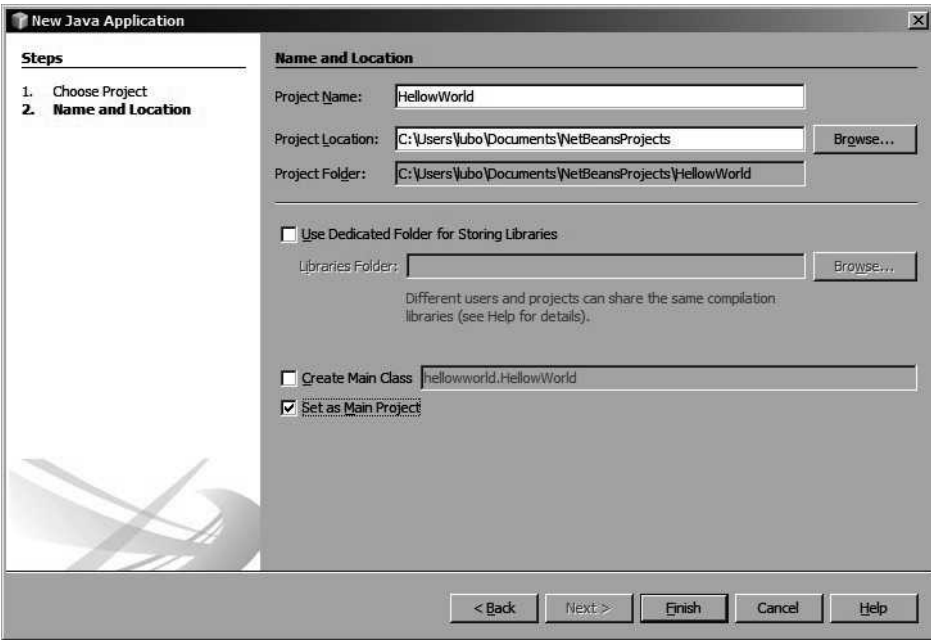 New Java Application
Steps
1. Choose Project
2. Name and Location
Name and Location
Project Name: HellowWorld
Project Location: C:\Users\lubo\Documents\NetBeansProjects Browse...
Project Folder: C:\Users\lubo\Documents\NetBeansProjects\HellowWorld
Use Dedicated Folder for Storing Libraries
Libraries Folder: Browse...
Different users and projects can share the same compilation
libraries (see Help for details).
Create Main Class hellowworld.HellowWorld
Set as Main Project
< Back Next > Finish Cancel Help